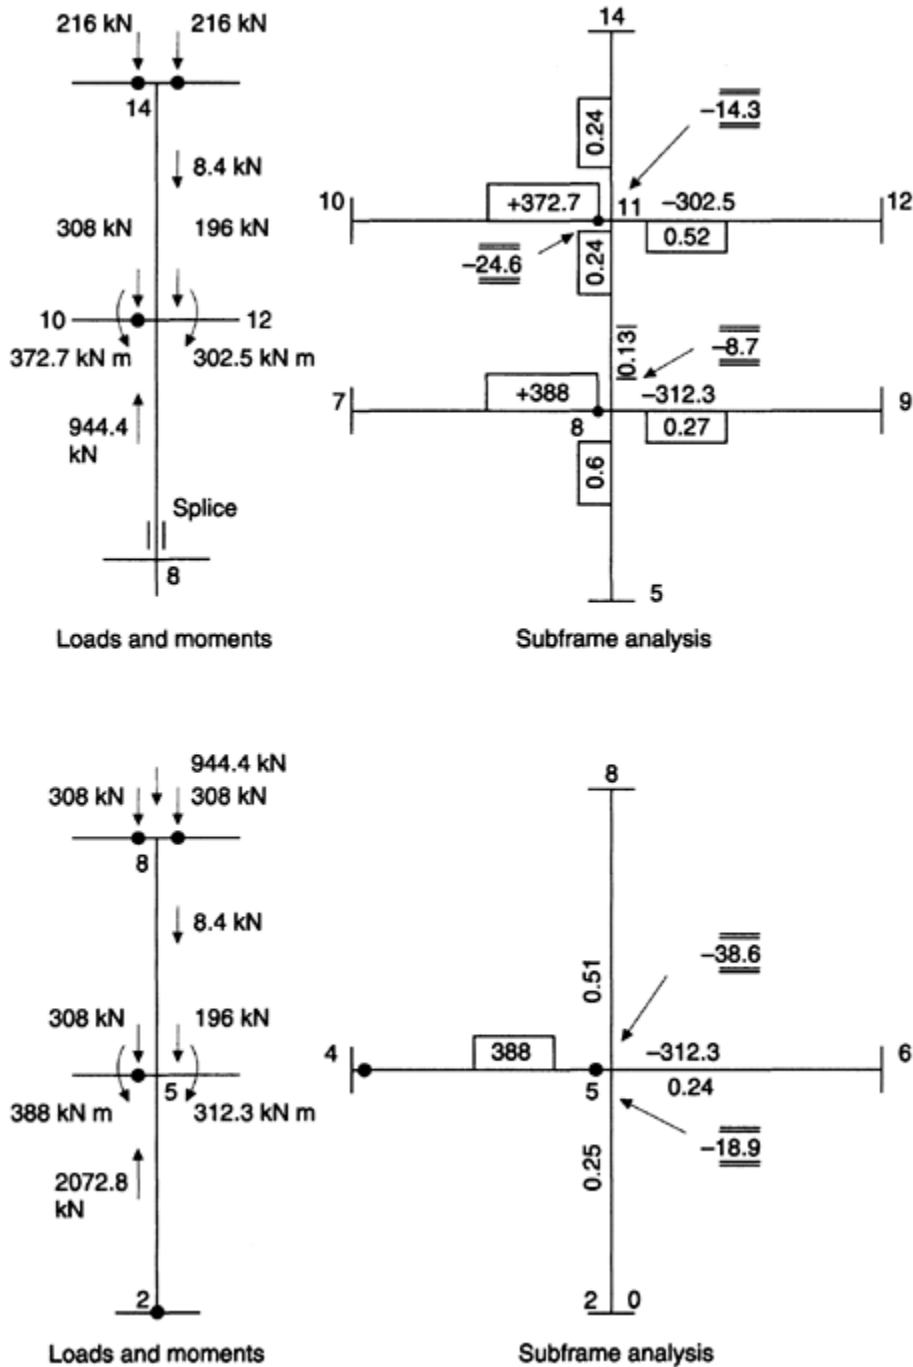 216 kN 216 kN
14
8.4 kN
308 kN 196 kN
10 12
372.7 kN m 302.5 kN m
944.4
kN
Splice
8
Loads and moments
14
0.24
-14.3
10 +372.7 11 -302.5 12
0.52
-24.6
0.24
0.13
-8.7
7 +388 -312.3 9
8 0.27
0.6
5
Subframe analysis
944.4 kN
308 kN 308 kN
8
8.4 kN
308 kN 196 kN
5
388 kN m 312.3 kN m
2072.8
kN
2
Loads and moments
8
0.51
-38.6
4 388 -312.3 6
5 0.24
-18.9
0.25
2 0
Subframe analysis